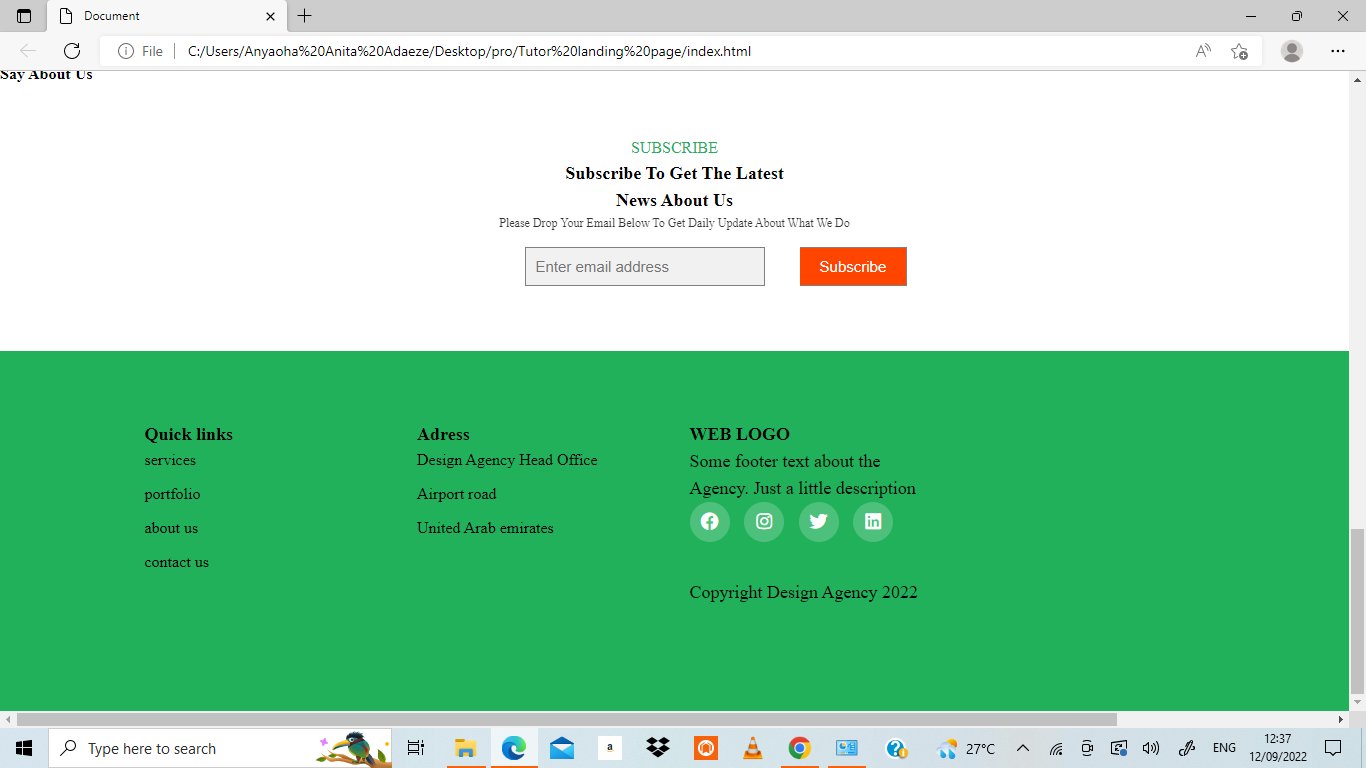 Document
File
C:/Users/Anyaoha%20Anita%20Adaeze/Desktop/pro/Tutor%20landing%20page/index.html
Say About Us
SUBSCRIBE
Subscribe To Get The Latest
News About Us
Please Drop Your Email Below To Get Daily Update About What We Do
Enter email address
Subscribe
Quick links
services
portfolio
about us
contact us
Adress
Design Agency Head Office
Airport road
United Arab emirates
WEB LOGO
Some footer text about the
Agency. Just a little description
Copyright Design Agency 2022
Type here to search
a
27°C
ENG
12:37
12/09/2022